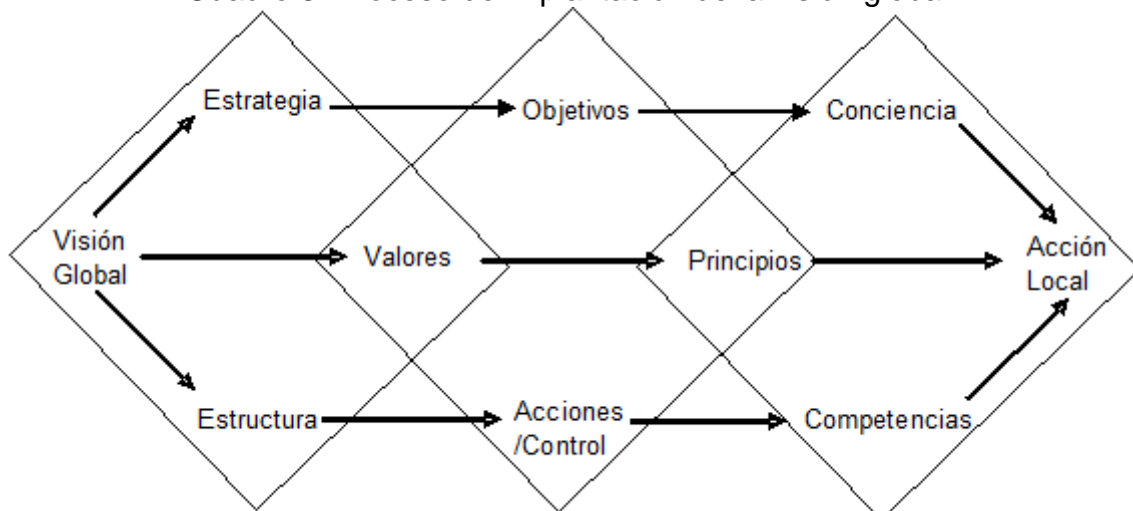 Estrategia
Objetivos
Conciencia
Visión
Global
Valores
Principios
Acción
Local
Estructura
Acciones
/Control
Competencias